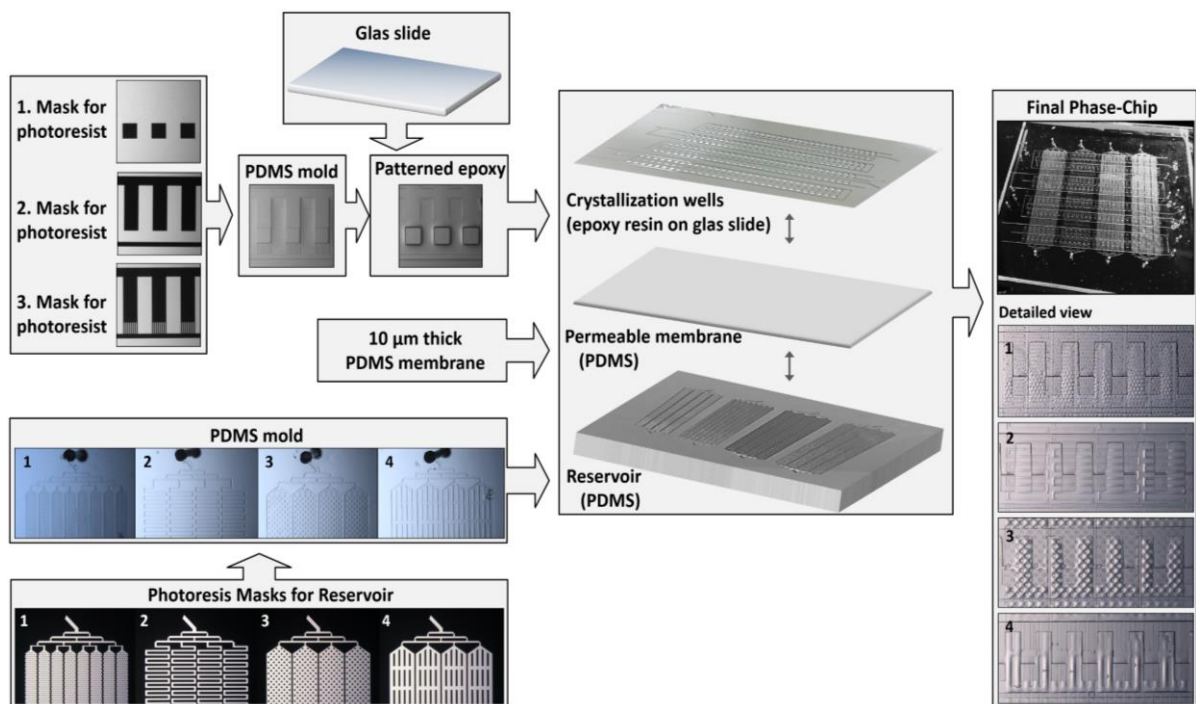 Glas slide
1. Mask for
photoresist
2. Mask for
photoresist
3. Mask for
photoresist
PDMS mold
Patterned epoxy
Crystallization wells
(epoxy resin on glas slide)
10 µm thick
PDMS membrane
Permeable membrane
(PDMS)
Reservoir
(PDMS)
PDMS mold
1
2
3
4
Photoresis Masks for Reservoir
1
2
3
4
Final Phase-Chip
Detailed view
1
2
3
4